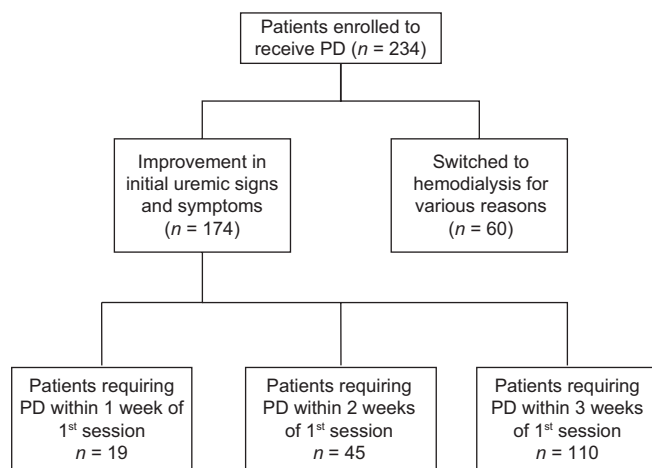 Patients enrolled to
receive PD (n = 234)
Improvement in
initial uremic signs
and symptoms
(n = 174)
Switched to
hemodialysis for
various reasons
(n = 60)
Patients requiring
PD within 1 week of
1st session
n = 19
Patients requiring
PD within 2 weeks
of 1st session
n = 45
Patients requiring
PD within 3 weeks
of 1st session
n = 110